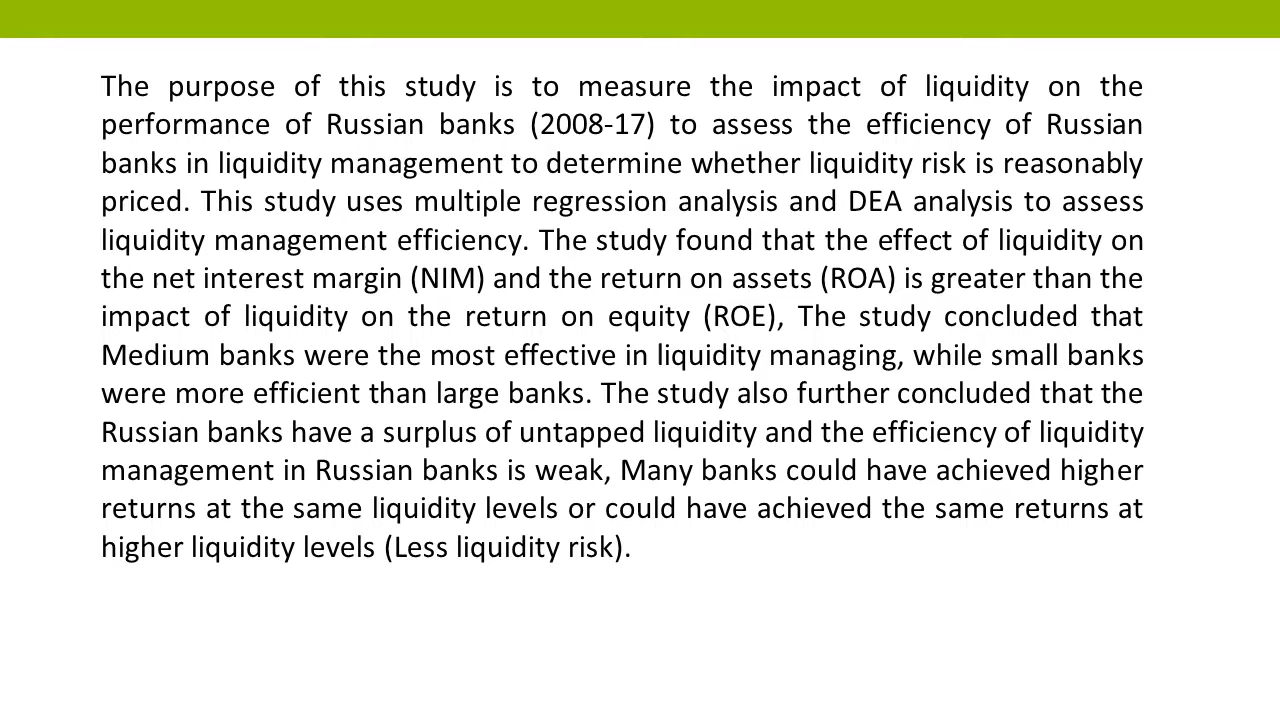 The purpose of this study is to measure the impact of liquidity on the
performance of Russian banks (2008-17) to assess the efficiency of Russian
banks in liquidity management to determine whether liquidity risk is reasonably
priced. This study uses multiple regression analysis and DEA analysis to assess
liquidity management efficiency. The study found that the effect of liquidity on
the net interest margin (NIM) and the return on assets (ROA) is greater than the
impact of liquidity on the return on equity (ROE), The study concluded that
Medium banks were the most effective in liquidity managing, while small banks
were more efficient than large banks. The study also further concluded that the
Russian banks have a surplus of untapped liquidity and the efficiency of liquidity
management in Russian banks is weak, Many banks could have achieved higher
returns at the same liquidity levels or could have achieved the same returns at
higher liquidity levels (Less liquidity risk).